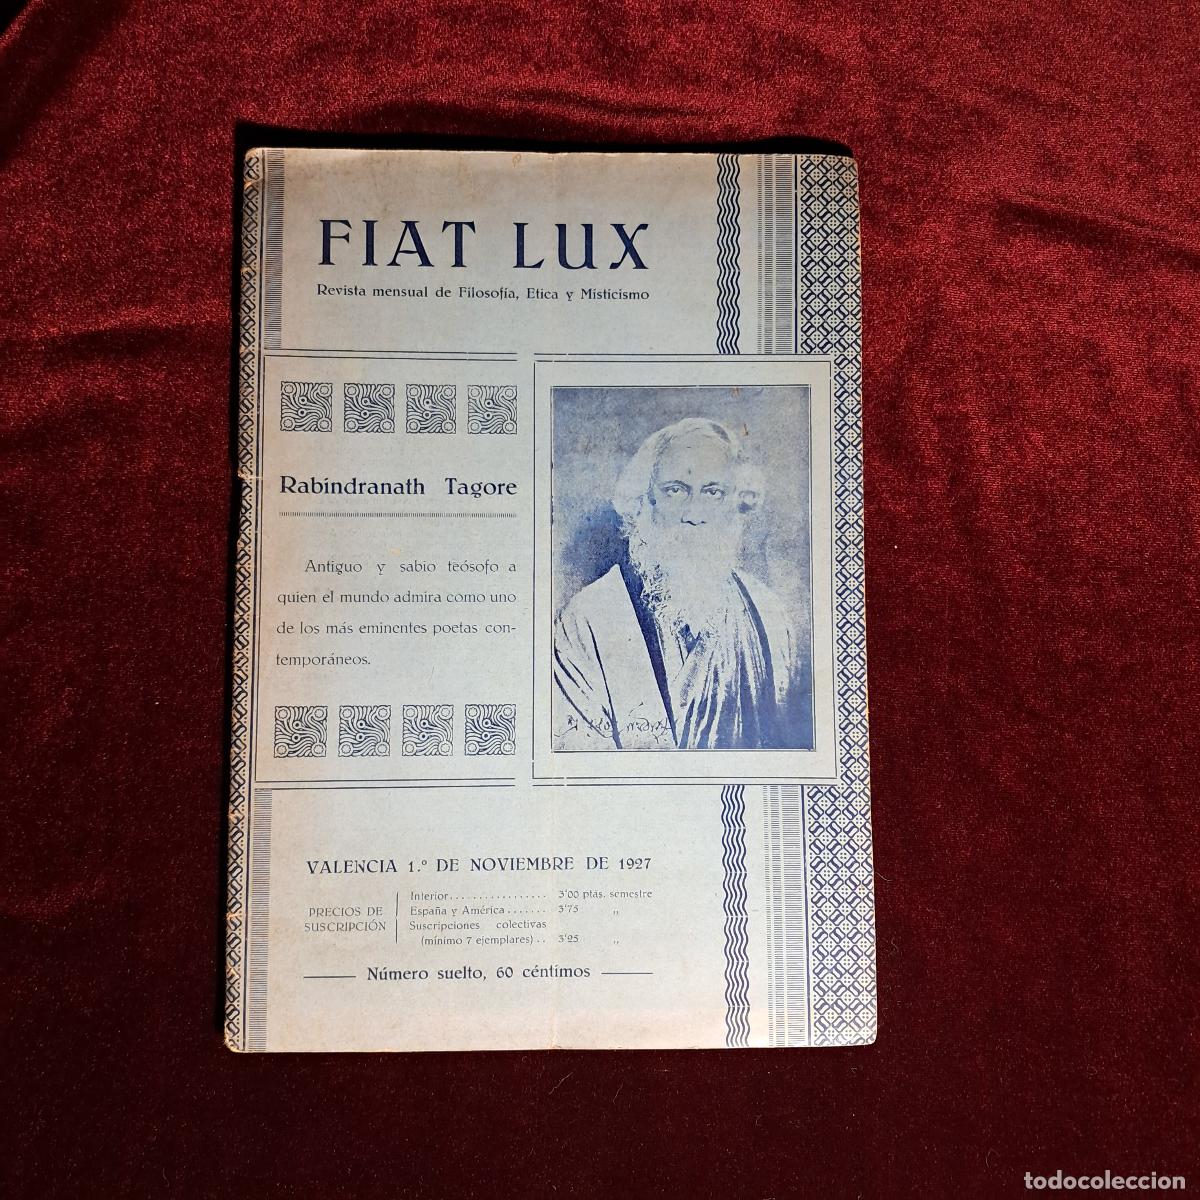 FIAT LUX
Revista mensual de Filosofía, Etica y Misticismo
Rabindranath Tagore
Antiguo y sabio teósofo a
quien el mundo admira como uno
de los más eminentes poetas con-
temporáneos.
VALENCIA 1.º DE NOVIEMBRE DE 1927
PRECIOS DE
SUSCRIPCIÓN
Interior................. 3'00 ptas. semestre
España y América....... 3'75 „
Suscripciones colectivas
(mínimo 7 ejemplares).. 3'25 „
Número suelto, 60 céntimos
todocoleccion